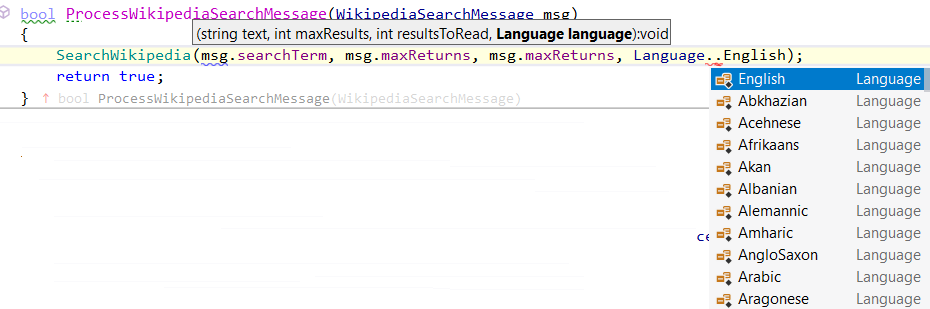 bool ProcessWikipediaSearchMessage(WikipediaSearchMessage msg)
(string text, int maxResults, int resultsToRead, Language language):void
{
SearchWikipedia(msg.searchTerm, msg.maxReturns, msg.maxReturns, Language..English);
return true;
} ↑ bool ProcessWikipediaSearchMessage(WikipediaSearchMessage)
English Language
Abkhazian Language
Acehnese Language
Afrikaans Language
Akan Language
Albanian Language
Alemannic Language
Amharic Language
ce
AngloSaxon Language
Arabic Language
Aragonese Language